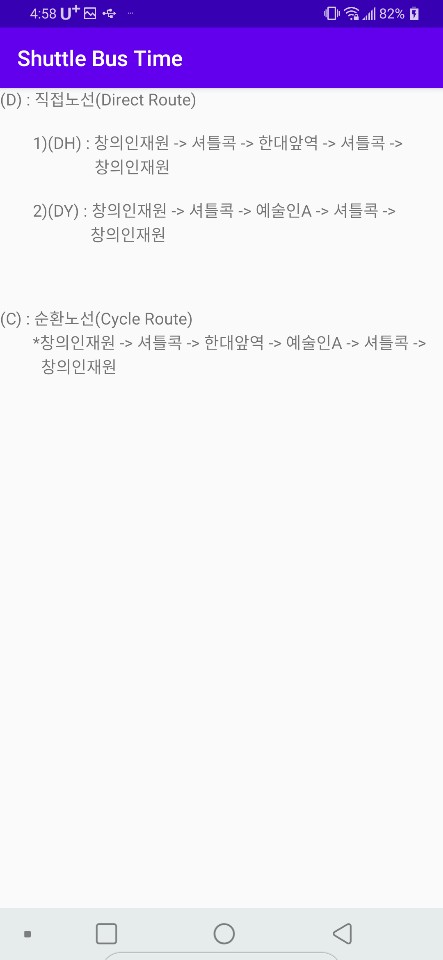 4:58 U+ 82%
Shuttle Bus Time
(D) : 직접노선(Direct Route)
1)(DH) : 창의인재원 -> 셔틀콕 -> 한대앞역 -> 셔틀콕 ->
창의인재원
2)(DY) : 창의인재원 -> 셔틀콕 -> 예술인A -> 셔틀콕 ->
창의인재원
(C) : 순환노선(Cycle Route)
*창의인재원 -> 셔틀콕 -> 한대앞역 -> 예술인A -> 셔틀콕 ->
창의인재원